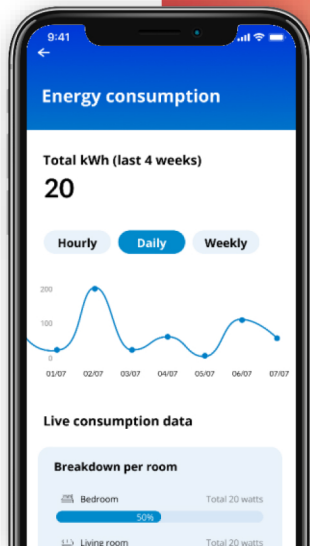 9:41
Energy consumption
Total kWh (last 4 weeks)
20
Hourly Daily Weekly
200
100
0
01/07 02/07 03/07 04/07 05/07 06/07 07/07
Live consumption data
Breakdown per room
Bedroom Total 20 watts
50%
Living room Total 20 watts